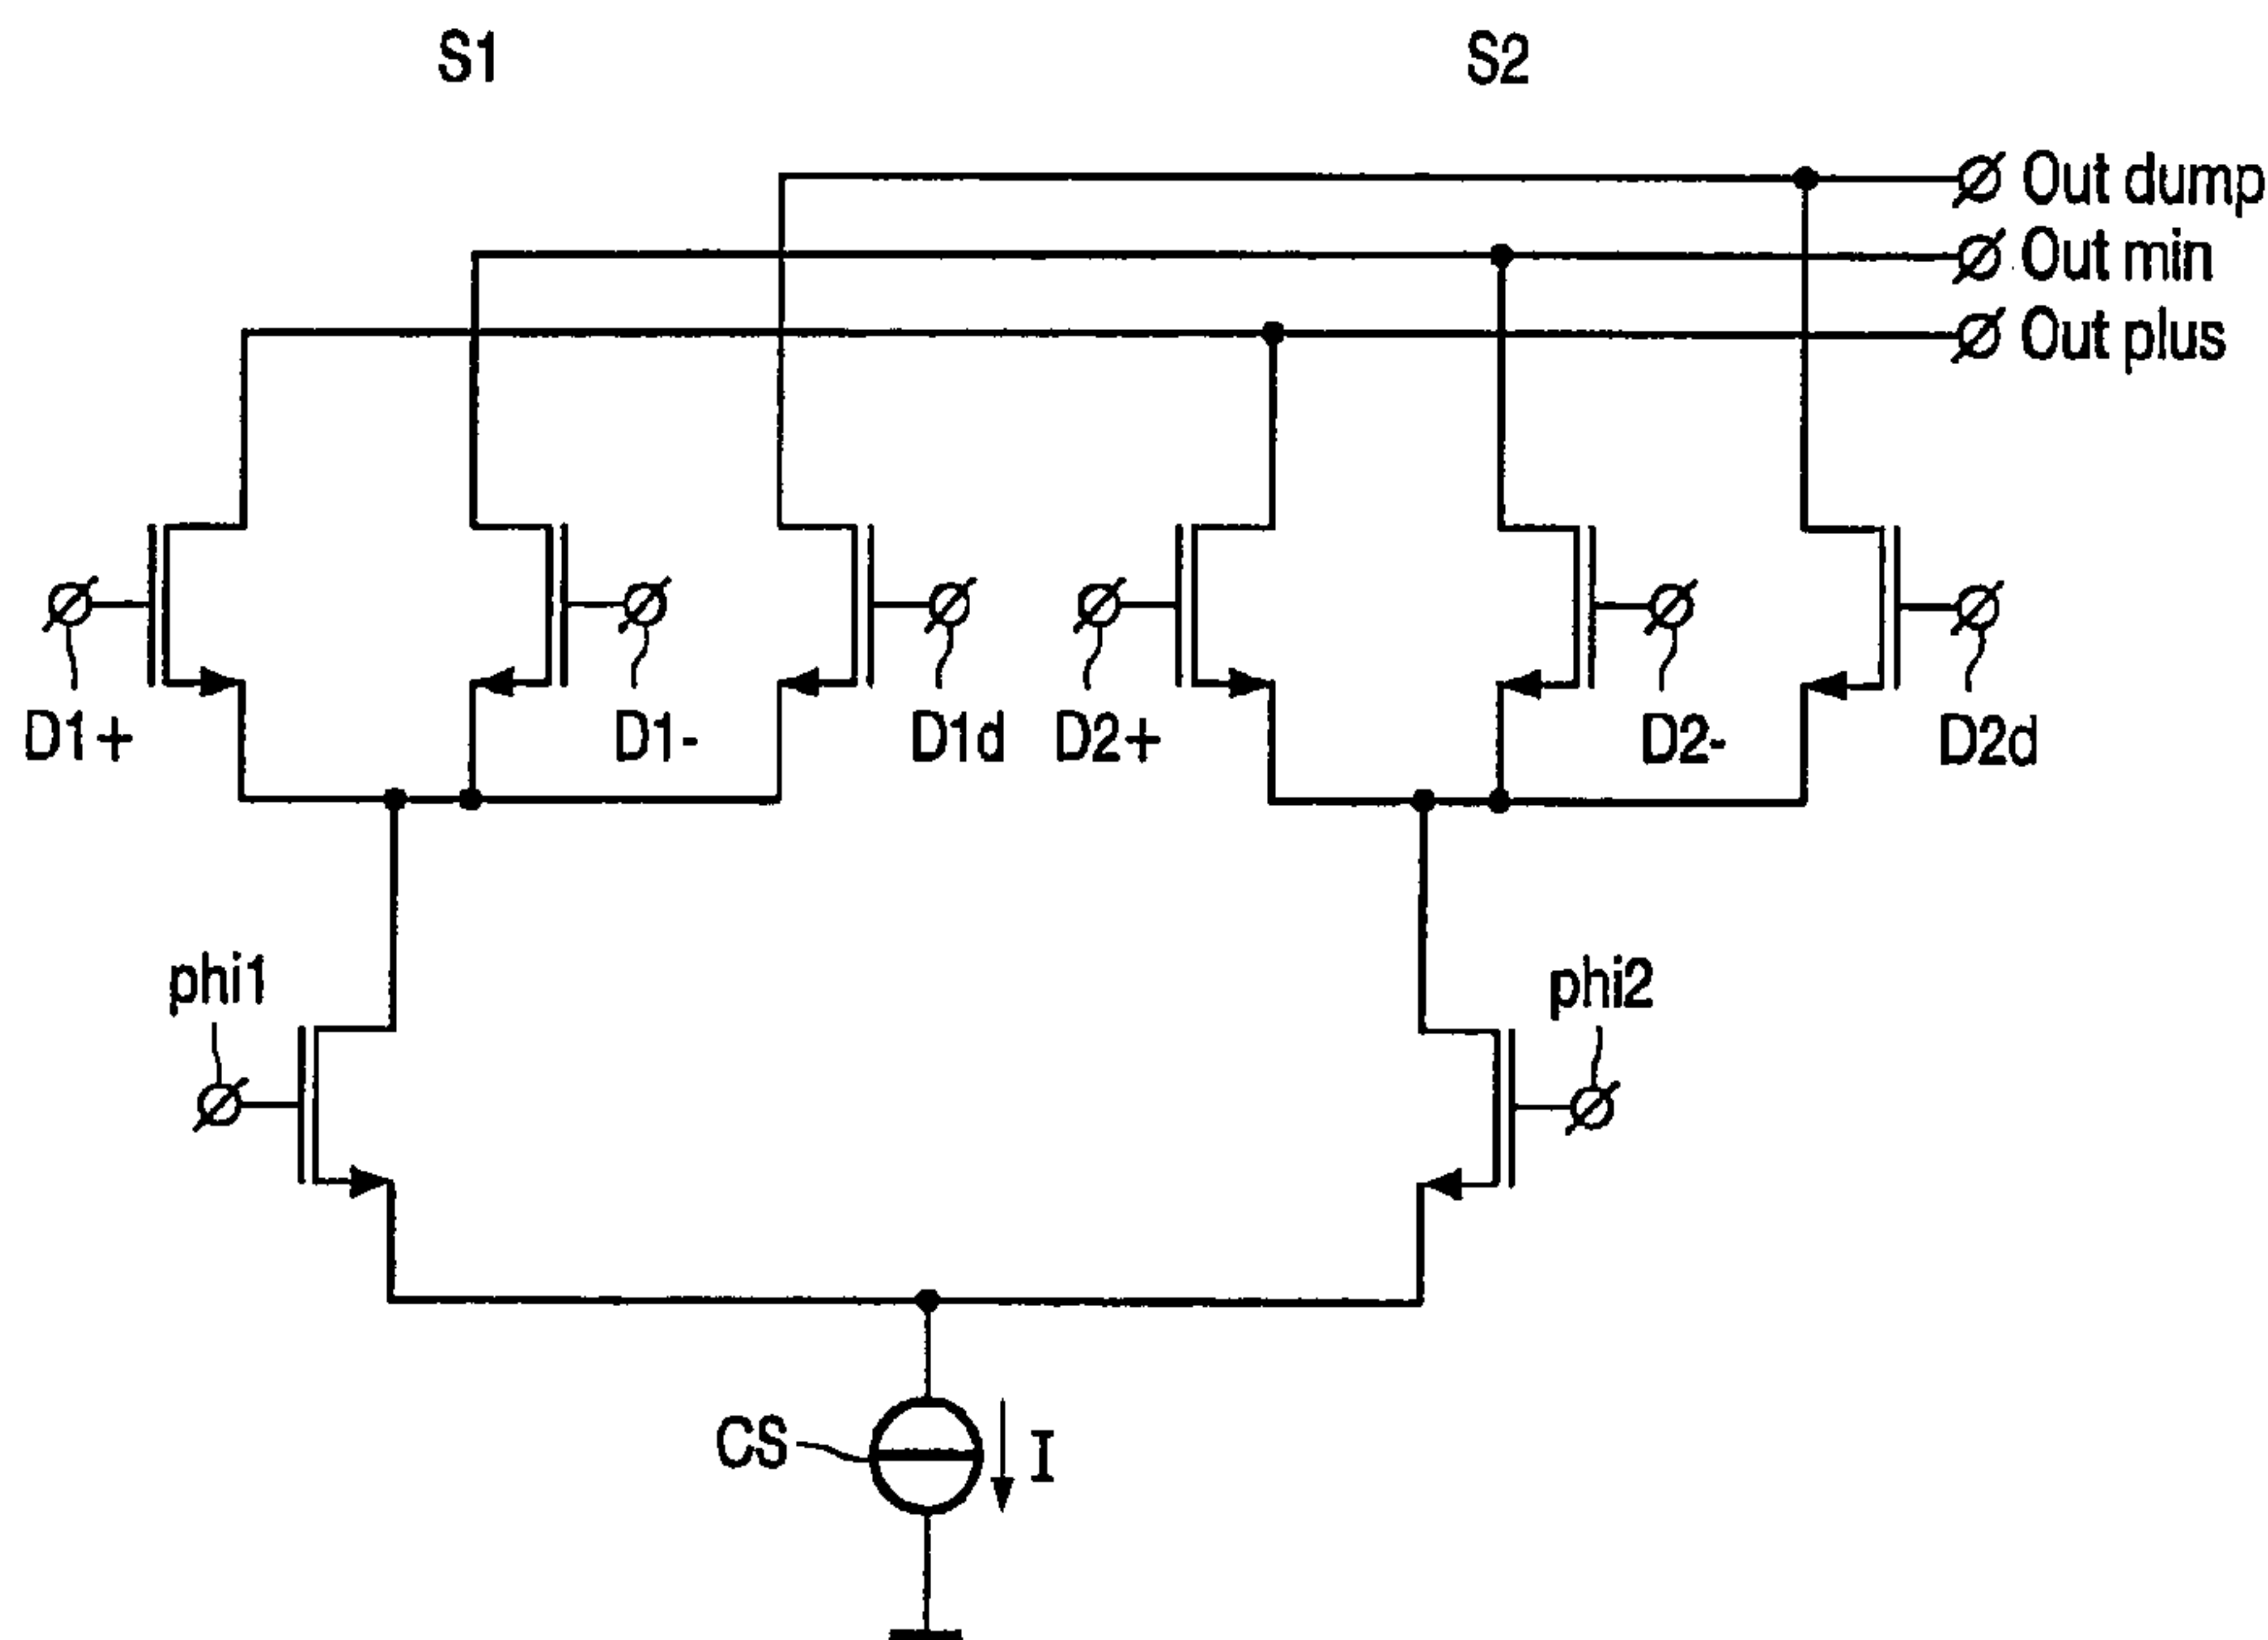 S1
S2
Out dump
Out min
Out plus
D1+
D1-
D1d
D2+
D2-
D2d
phi1
phi2
CS
I